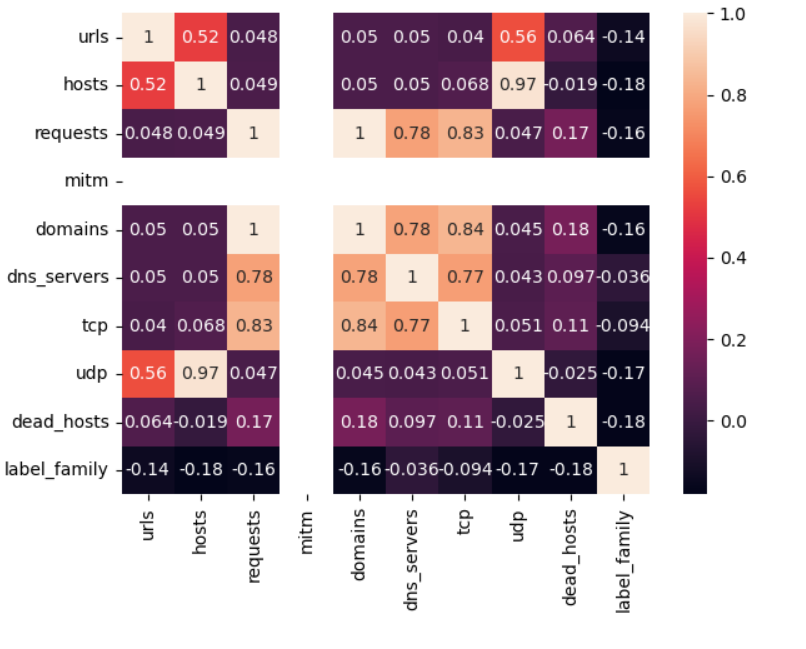 urls 1 0.52 0.048 0.05 0.05 0.04 0.56 0.064 -0.14
hosts 0.52 1 0.049 0.05 0.05 0.068 0.97 -0.019 -0.18
requests 0.048 0.049 1 1 0.78 0.83 0.047 0.17 -0.16
mitm
domains 0.05 0.05 1 1 0.78 0.84 0.045 0.18 -0.16
dns_servers 0.05 0.05 0.78 0.78 1 0.77 0.043 0.097 -0.036
tcp 0.04 0.068 0.83 0.84 0.77 1 0.051 0.11 -0.094
udp 0.56 0.97 0.047 0.045 0.043 0.051 1 -0.025 -0.17
dead_hosts 0.064 -0.019 0.17 0.18 0.097 0.11 -0.025 1 -0.18
label_family -0.14 -0.18 -0.16 -0.16 -0.036 -0.094 -0.17 -0.18 1
urls hosts requests mitm domains dns_servers tcp udp dead_hosts label_family
1.0
0.8
0.6
0.4
0.2
0.0